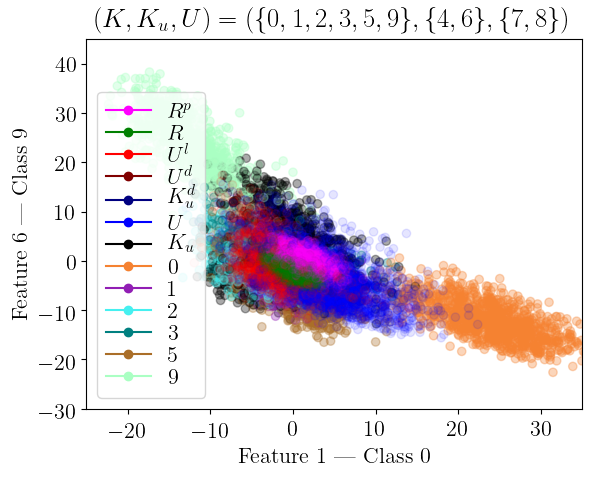 (K, K_u, U) = ({0, 1, 2, 3, 5, 9}, {4, 6}, {7, 8})
Feature 6 — Class 9
40
30
20
10
0
−10
−20
−30
R^p
R
U^l
U^d
K_u^d
U
K_u
0
1
2
3
5
9
−20
−10
0
10
20
30
Feature 1 — Class 0